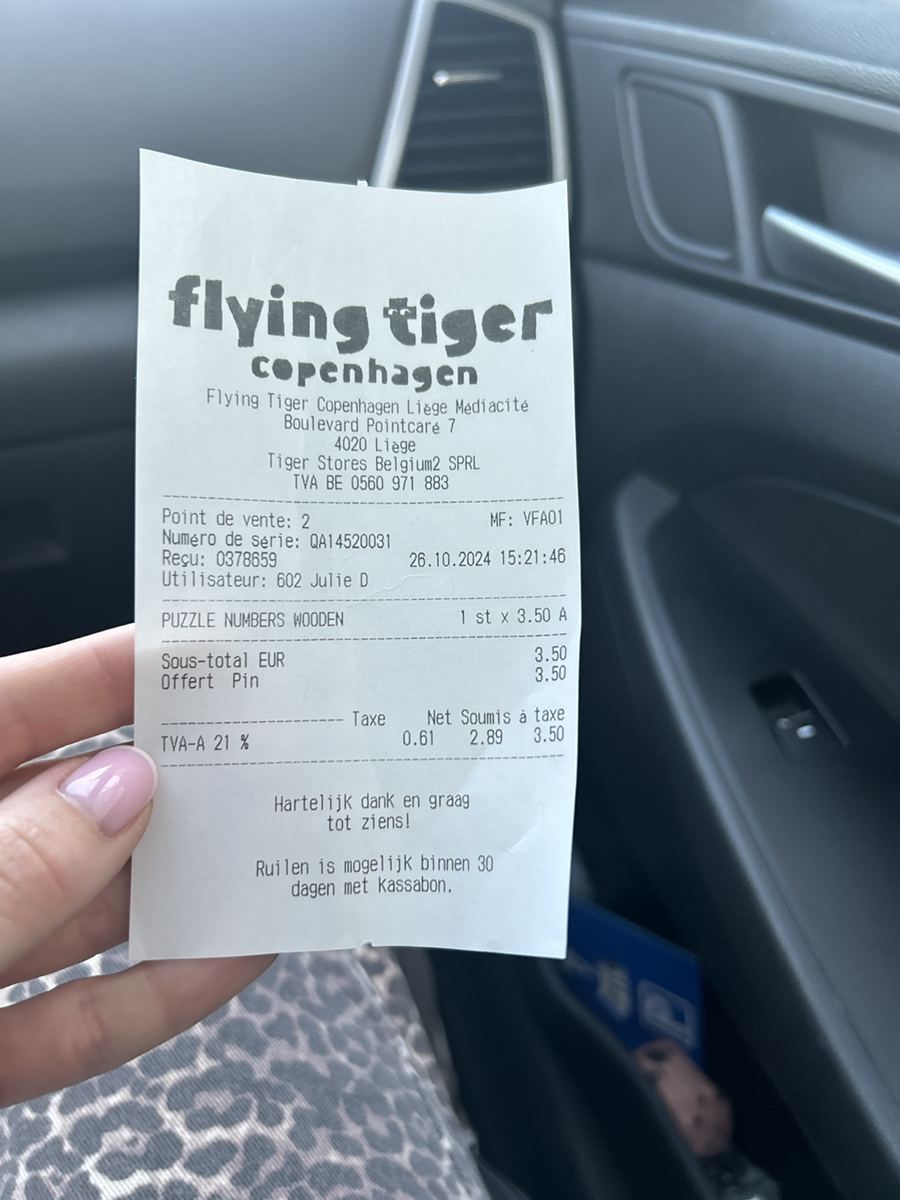 flying tiger
copenhagen
Flying Tiger Copenhagen Liège Médiacité
Boulevard Pointcaré 7
4020 Liège
Tiger Stores Belgium2 SPRL
TVA BE 0560 971 883
Point de vente: 2 MF: VFA01
Numéro de série: QA14520031
Reçu: 0378659 26.10.2024 15:21:46
Utilisateur: 602 Julie D
PUZZLE NUMBERS WOODEN 1 st x 3.50 A
Sous-total EUR 3.50
Offert Pin 3.50
-------------------- Taxe Net Soumis à taxe
TVA-A 21 % 0.61 2.89 3.50
Hartelijk dank en graag
tot ziens!
Ruilen is mogelijk binnen 30
dagen met kassabon.